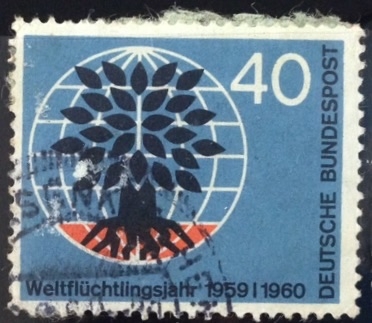 40
DEUTSCHE BUNDESPOST
Weltflüchtlingsjahr 1959 | 1960